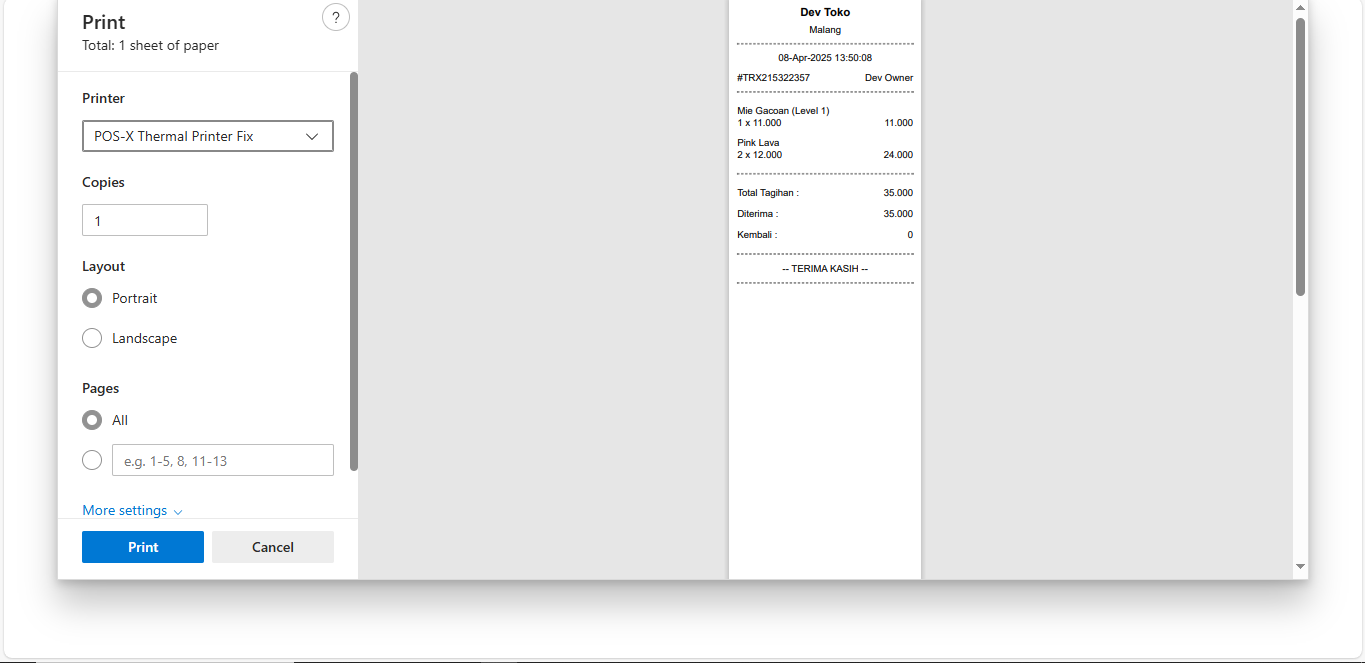 Print
?
Total: 1 sheet of paper
Printer
POS-X Thermal Printer Fix
Copies
1
Layout
Portrait
Landscape
Pages
All
e.g. 1-5, 8, 11-13
More settings
Print Cancel
Dev Toko
Malang
08-Apr-2025 13:50:08
#TRX215322357 Dev Owner
Mie Gacoan (Level 1)
1 x 11.000 11.000
Pink Lava
2 x 12.000 24.000
Total Tagihan : 35.000
Diterima : 35.000
Kembali : 0
-- TERIMA KASIH --